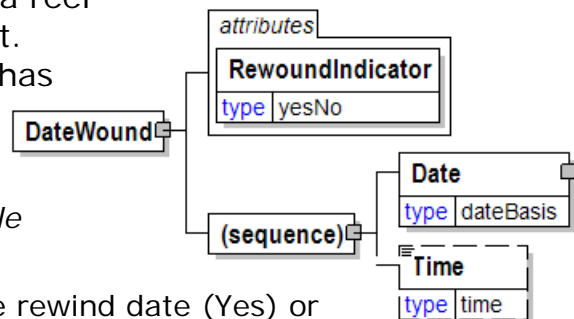 a reel
t.
has
le
e rewind date (Yes) or
attributes
RewoundIndicator
type yesNo
DateWound
(sequence)
Date
type dateBasis
Time
type time